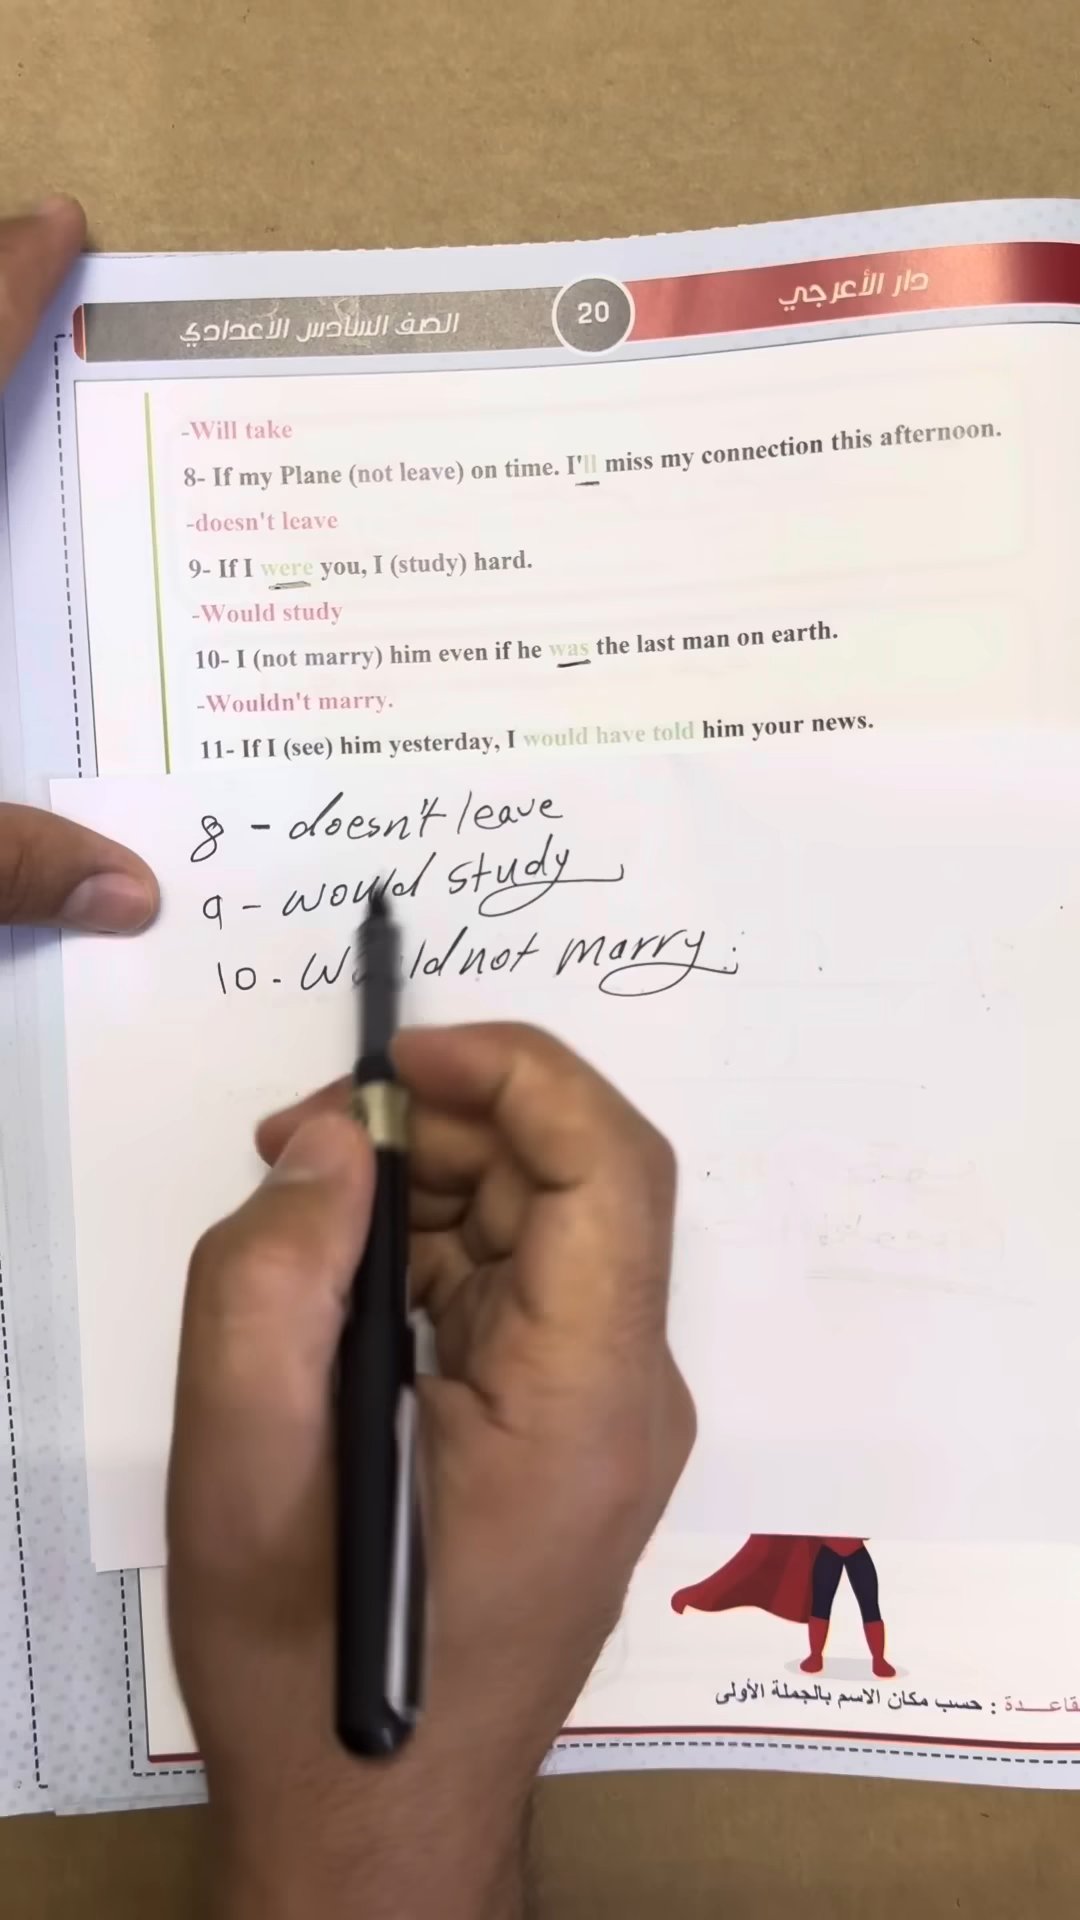 الصف السادس الأعدادي
20
دار الأعرجي
-Will take
8- If my Plane (not leave) on time. I'll miss my connection this afternoon.
-doesn't leave
9- If I were you, I (study) hard.
-Would study
10- I (not marry) him even if he was the last man on earth.
-Wouldn't marry.
11- If I (see) him yesterday, I would have told him your news.
8 - doesn't leave
9 - would study
10 - Would not marry.
قاعـــدة : حسب مكان الاسم بالجملة الأولى